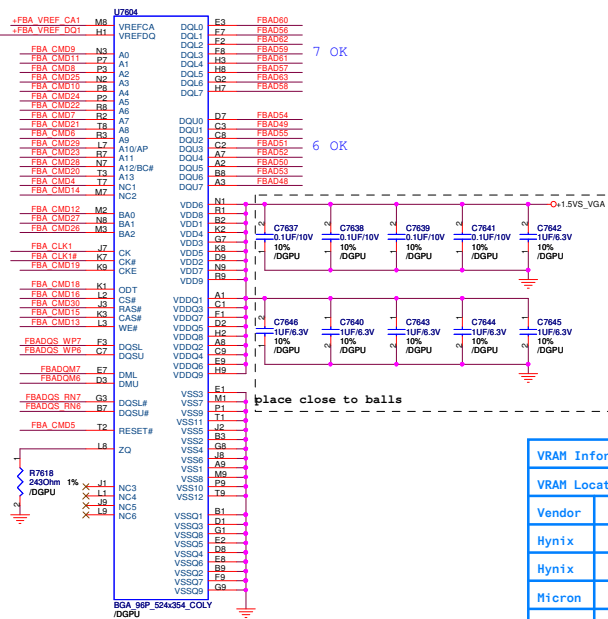 U7604
+FBA_VREF_CA1 M8 VREFCA DQL0 E3 FBAD60
+FBA_VREF_DQ1 H1 VREFDQ DQL1 F7 FBAD56
DQL2 F2 FBAD62
FBA_CMD9 N3 A0 DQL3 F8 FBAD59
7 OK
FBA_CMD11 P7 A1 DQL4 H3 FBAD61
FBA_CMD8 P3 A2 DQL5 H8 FBAD57
FBA_CMD25 N2 A3 DQL6 G2 FBAD63
FBA_CMD10 P8 A4 DQL7 H7 FBAD58
FBA_CMD24 P2 A5
FBA_CMD22 R8 A6
FBA_CMD7 R2 A7 DQU0 D7 FBAD54
FBA_CMD21 T8 A8 DQU1 C3 FBAD49
FBA_CMD6 R3 A9 DQU2 C8 FBAD55
FBA_CMD29 L7 A10/AP DQU3 C2 FBAD51
6 OK
FBA_CMD23 R7 A11 DQU4 A7 FBAD52
FBA_CMD28 N7 A12/BC# DQU5 A2 FBAD50
FBA_CMD20 T3 A13 DQU6 B8 FBAD53
FBA_CMD4 T7 NC1 DQU7 A3 FBAD48
FBA_CMD14 M7 NC2
VDD6 N1
+1.5VS_VGA
FBA_CMD12 M2 BA0 VDD8 R1
FBA_CMD27 N8 BA1 VDD1 B2
FBA_CMD26 M3 BA2 VDD4 K2
VDD3 G7
FBA_CLK1 J7 CK VDD5 K8
FBA_CLK1# K7 CK# VDD2 D9
FBA_CMD19 K9 CKE VDD7 N9
VDD9 R9
C7637 C7638 C7639 C7641 C7642
0.1UF/10V 0.1UF/10V 0.1UF/10V 0.1UF/10V 1UF/6.3V
10% 10% 10% 10% 10%
/DGPU /DGPU /DGPU /DGPU /DGPU
FBA_CMD18 K1 ODT VDDQ1 A1
FBA_CMD16 L2 CS# VDDQ3 C1
FBA_CMD30 J3 RAS# VDDQ7 F1
FBA_CMD15 K3 CAS# VDDQ5 D2
FBA_CMD13 L3 WE# VDDQ8 H2
FBADQS_WP7 F3 DQSL VDDQ2 A8
FBADQS_WP6 C7 DQSU VDDQ4 C9
VDDQ6 E9
FBADQM7 E7 DML VDDQ9 H9
FBADQM6 D3 DMU
C7646 C7640 C7643 C7644 C7645
1UF/6.3V 1UF/6.3V 1UF/6.3V 1UF/6.3V 1UF/6.3V
10% 10% 10% 10% 10%
/DGPU /DGPU /DGPU /DGPU /DGPU
place close to balls
VSS3 E1
FBADQS_RN7 G3 DQSL# VSS7 M1
FBADQS_RN6 B7 DQSU# VSS9 P1
VSS11 T1
FBA_CMD5 T2 RESET# VSS5 J2
VSS2 B3
L8 ZQ VSS4 G8
VSS6 J8
VSS1 A9
VSS8 M9
R7618
243Ohm 1%
/DGPU
J1 NC3 VSS10 P9
L1 NC4 VSS12 T9
J9 NC5
L9 NC6 VSSQ1 B1
VSSQ3 D1
VSSQ8 G1
VSSQ5 E2
VSSQ4 D8
VSSQ6 E8
VSSQ2 B9
VSSQ7 F9
VSSQ9 G9
BGA_96P_524x354_COLY
/DGPU
VRAM Infor
VRAM Locat
Vendor
Hynix
Hynix
Micron